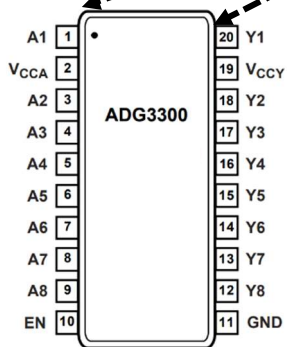 A1 1 20 Y1
VCCA 2 19 VCCY
A2 3 18 Y2
ADG3300
A3 4 17 Y3
A4 5 16 Y4
A5 6 15 Y5
A6 7 14 Y6
A7 8 13 Y7
A8 9 12 Y8
EN 10 11 GND